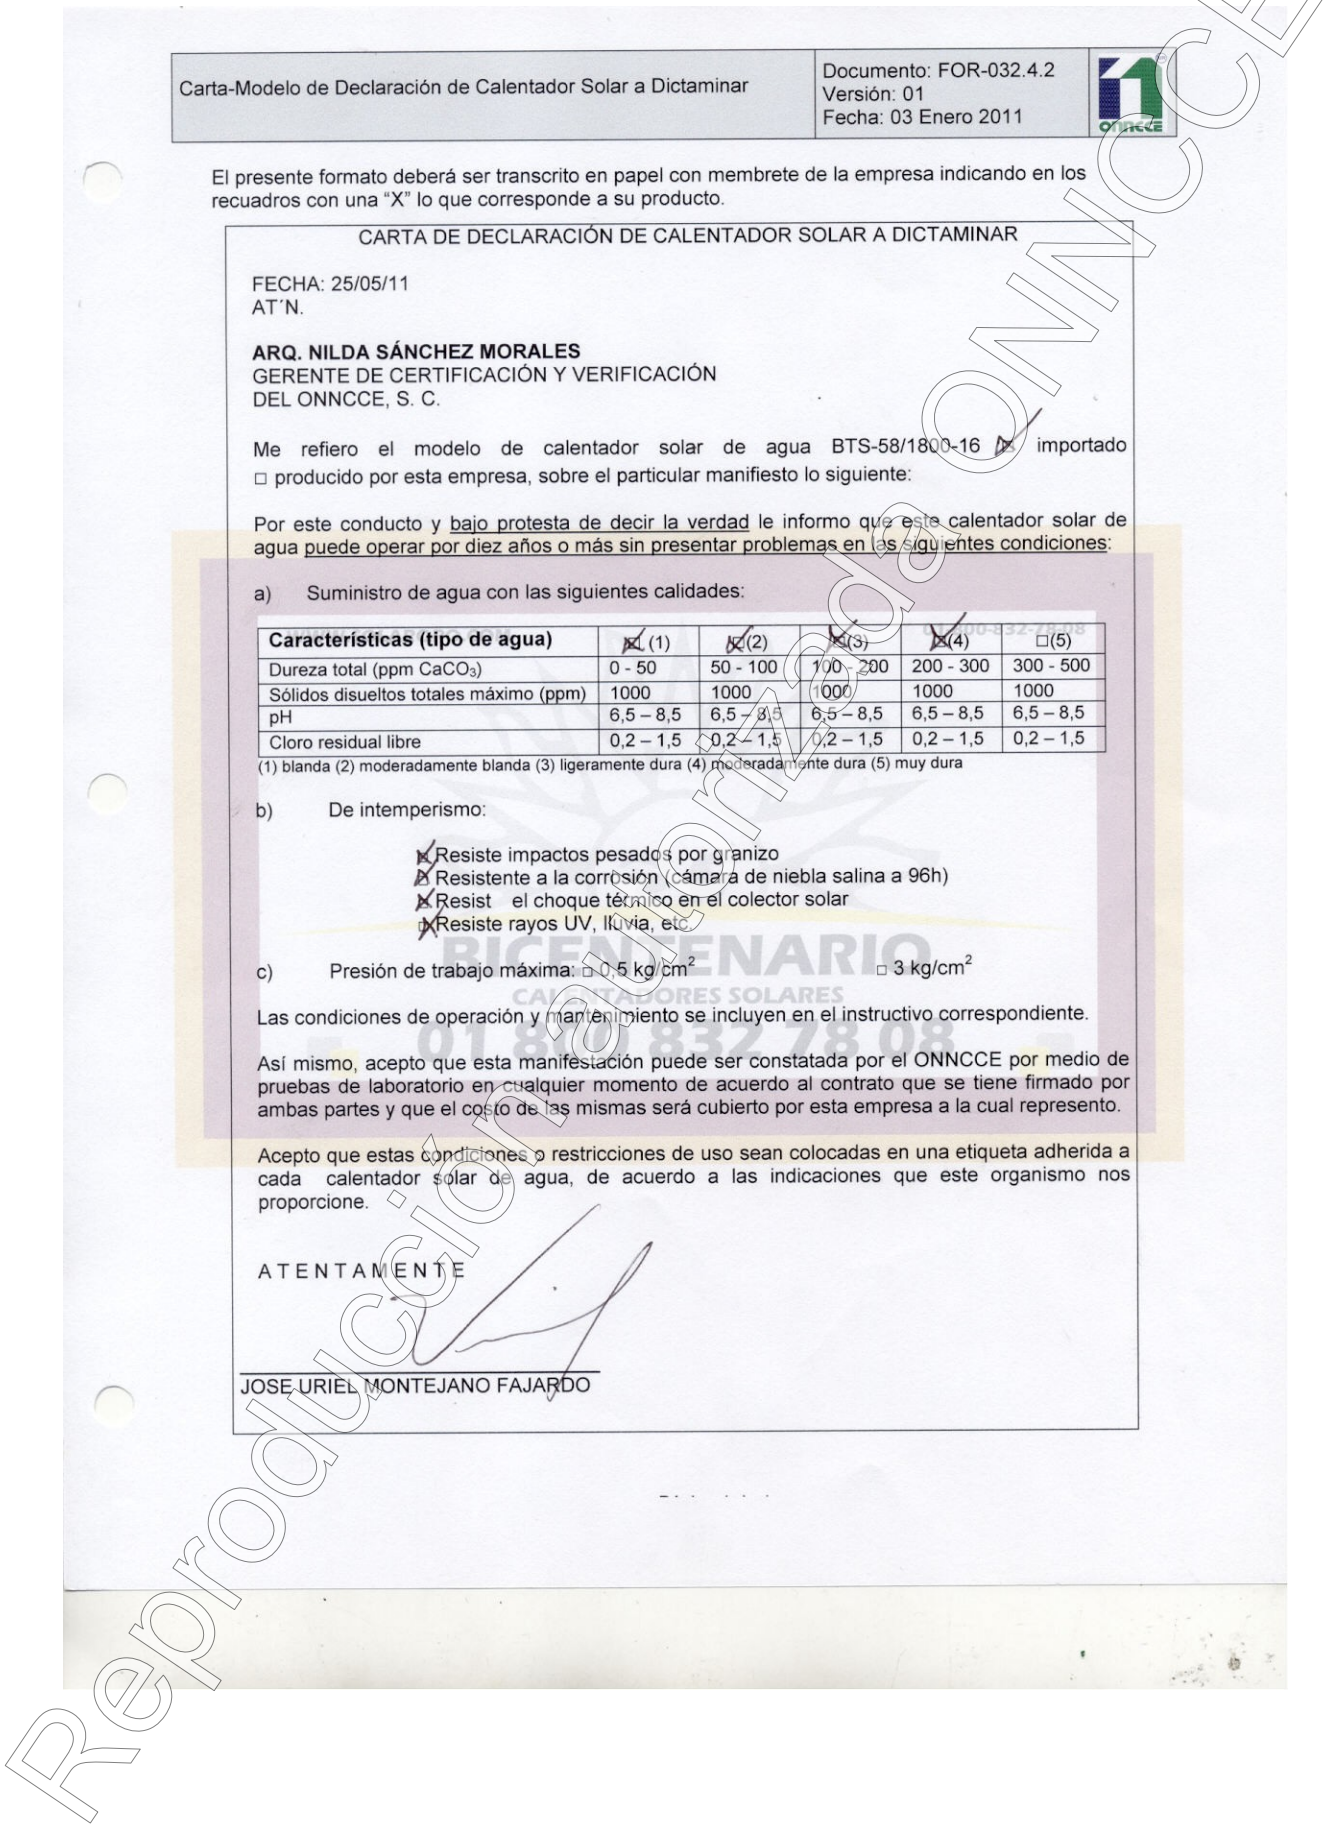 Carta-Modelo de Declaración de Calentador Solar a Dictaminar
Documento: FOR-032.4.2
Versión: 01
Fecha: 03 Enero 2011
ONNCCE
El presente formato deberá ser transcrito en papel con membrete de la empresa indicando en los
recuadros con una “X” lo que corresponde a su producto.
CARTA DE DECLARACIÓN DE CALENTADOR SOLAR A DICTAMINAR
FECHA: 25/05/11
AT´N.
ARQ. NILDA SÁNCHEZ MORALES
GERENTE DE CERTIFICACIÓN Y VERIFICACIÓN
DEL ONNCCE, S. C.
Me refiero el modelo de calentador solar de agua BTS-58/1800-16 ☒ importado
□ producido por esta empresa, sobre el particular manifiesto lo siguiente:
Por este conducto y bajo protesta de decir la verdad le informo que este calentador solar de
agua puede operar por diez años o más sin presentar problemas en las siguientes condiciones:
a) Suministro de agua con las siguientes calidades:
01-800-832-78-08
Características (tipo de agua) ☒(1) ☒(2) ☒(3) ☒(4) □(5)
Dureza total (ppm CaCO₃) 0 - 50 50 - 100 100 - 200 200 - 300 300 - 500
Sólidos disueltos totales máximo (ppm) 1000 1000 1000 1000 1000
pH 6,5 – 8,5 6,5 – 8,5 6,5 – 8,5 6,5 – 8,5 6,5 – 8,5
Cloro residual libre 0,2 – 1,5 0,2 – 1,5 0,2 – 1,5 0,2 – 1,5 0,2 – 1,5
(1) blanda (2) moderadamente blanda (3) ligeramente dura (4) moderadamente dura (5) muy dura
b) De intemperismo:
☒ Resiste impactos pesados por granizo
☒ Resistente a la corrosión (cámara de niebla salina a 96h)
☒ Resist el choque térmico en el colector solar
☒ Resiste rayos UV, lluvia, etc.
BICENTENARIO
c) Presión de trabajo máxima: □ 0,5 kg/cm² □ 3 kg/cm²
CALENTADORES SOLARES
Las condiciones de operación y mantenimiento se incluyen en el instructivo correspondiente.
01 800 832 78 08
Así mismo, acepto que esta manifestación puede ser constatada por el ONNCCE por medio de
pruebas de laboratorio en cualquier momento de acuerdo al contrato que se tiene firmado por
ambas partes y que el costo de las mismas será cubierto por esta empresa a la cual represento.
Acepto que estas condiciones o restricciones de uso sean colocadas en una etiqueta adherida a
cada calentador solar de agua, de acuerdo a las indicaciones que este organismo nos
proporcione.
A T E N T A M E N T E
JOSE URIEL MONTEJANO FAJARDO
Reproducción autorizada ONNCCE